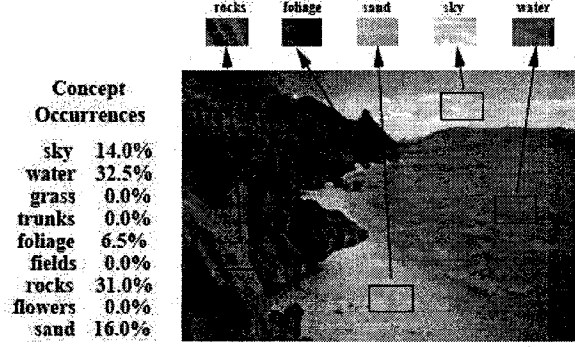 rocks foliage sand sky water
Concept
Occurrences
sky 14.0%
water 32.5%
grass 0.0%
trunks 0.0%
foliage 6.5%
fields 0.0%
rocks 31.0%
flowers 0.0%
sand 16.0%